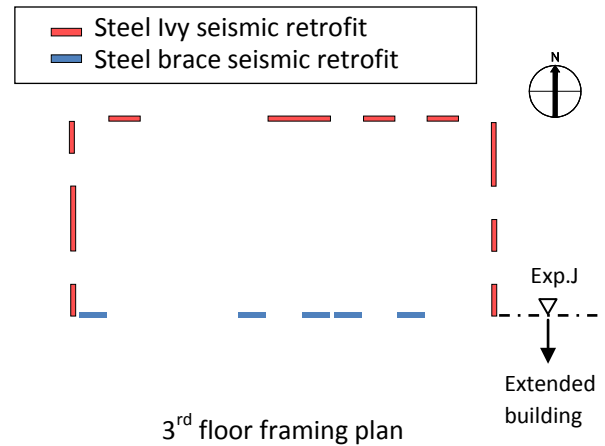 Steel Ivy seismic retrofit
Steel brace seismic retrofit
N
Exp.J
Extended
building
3rd floor framing plan